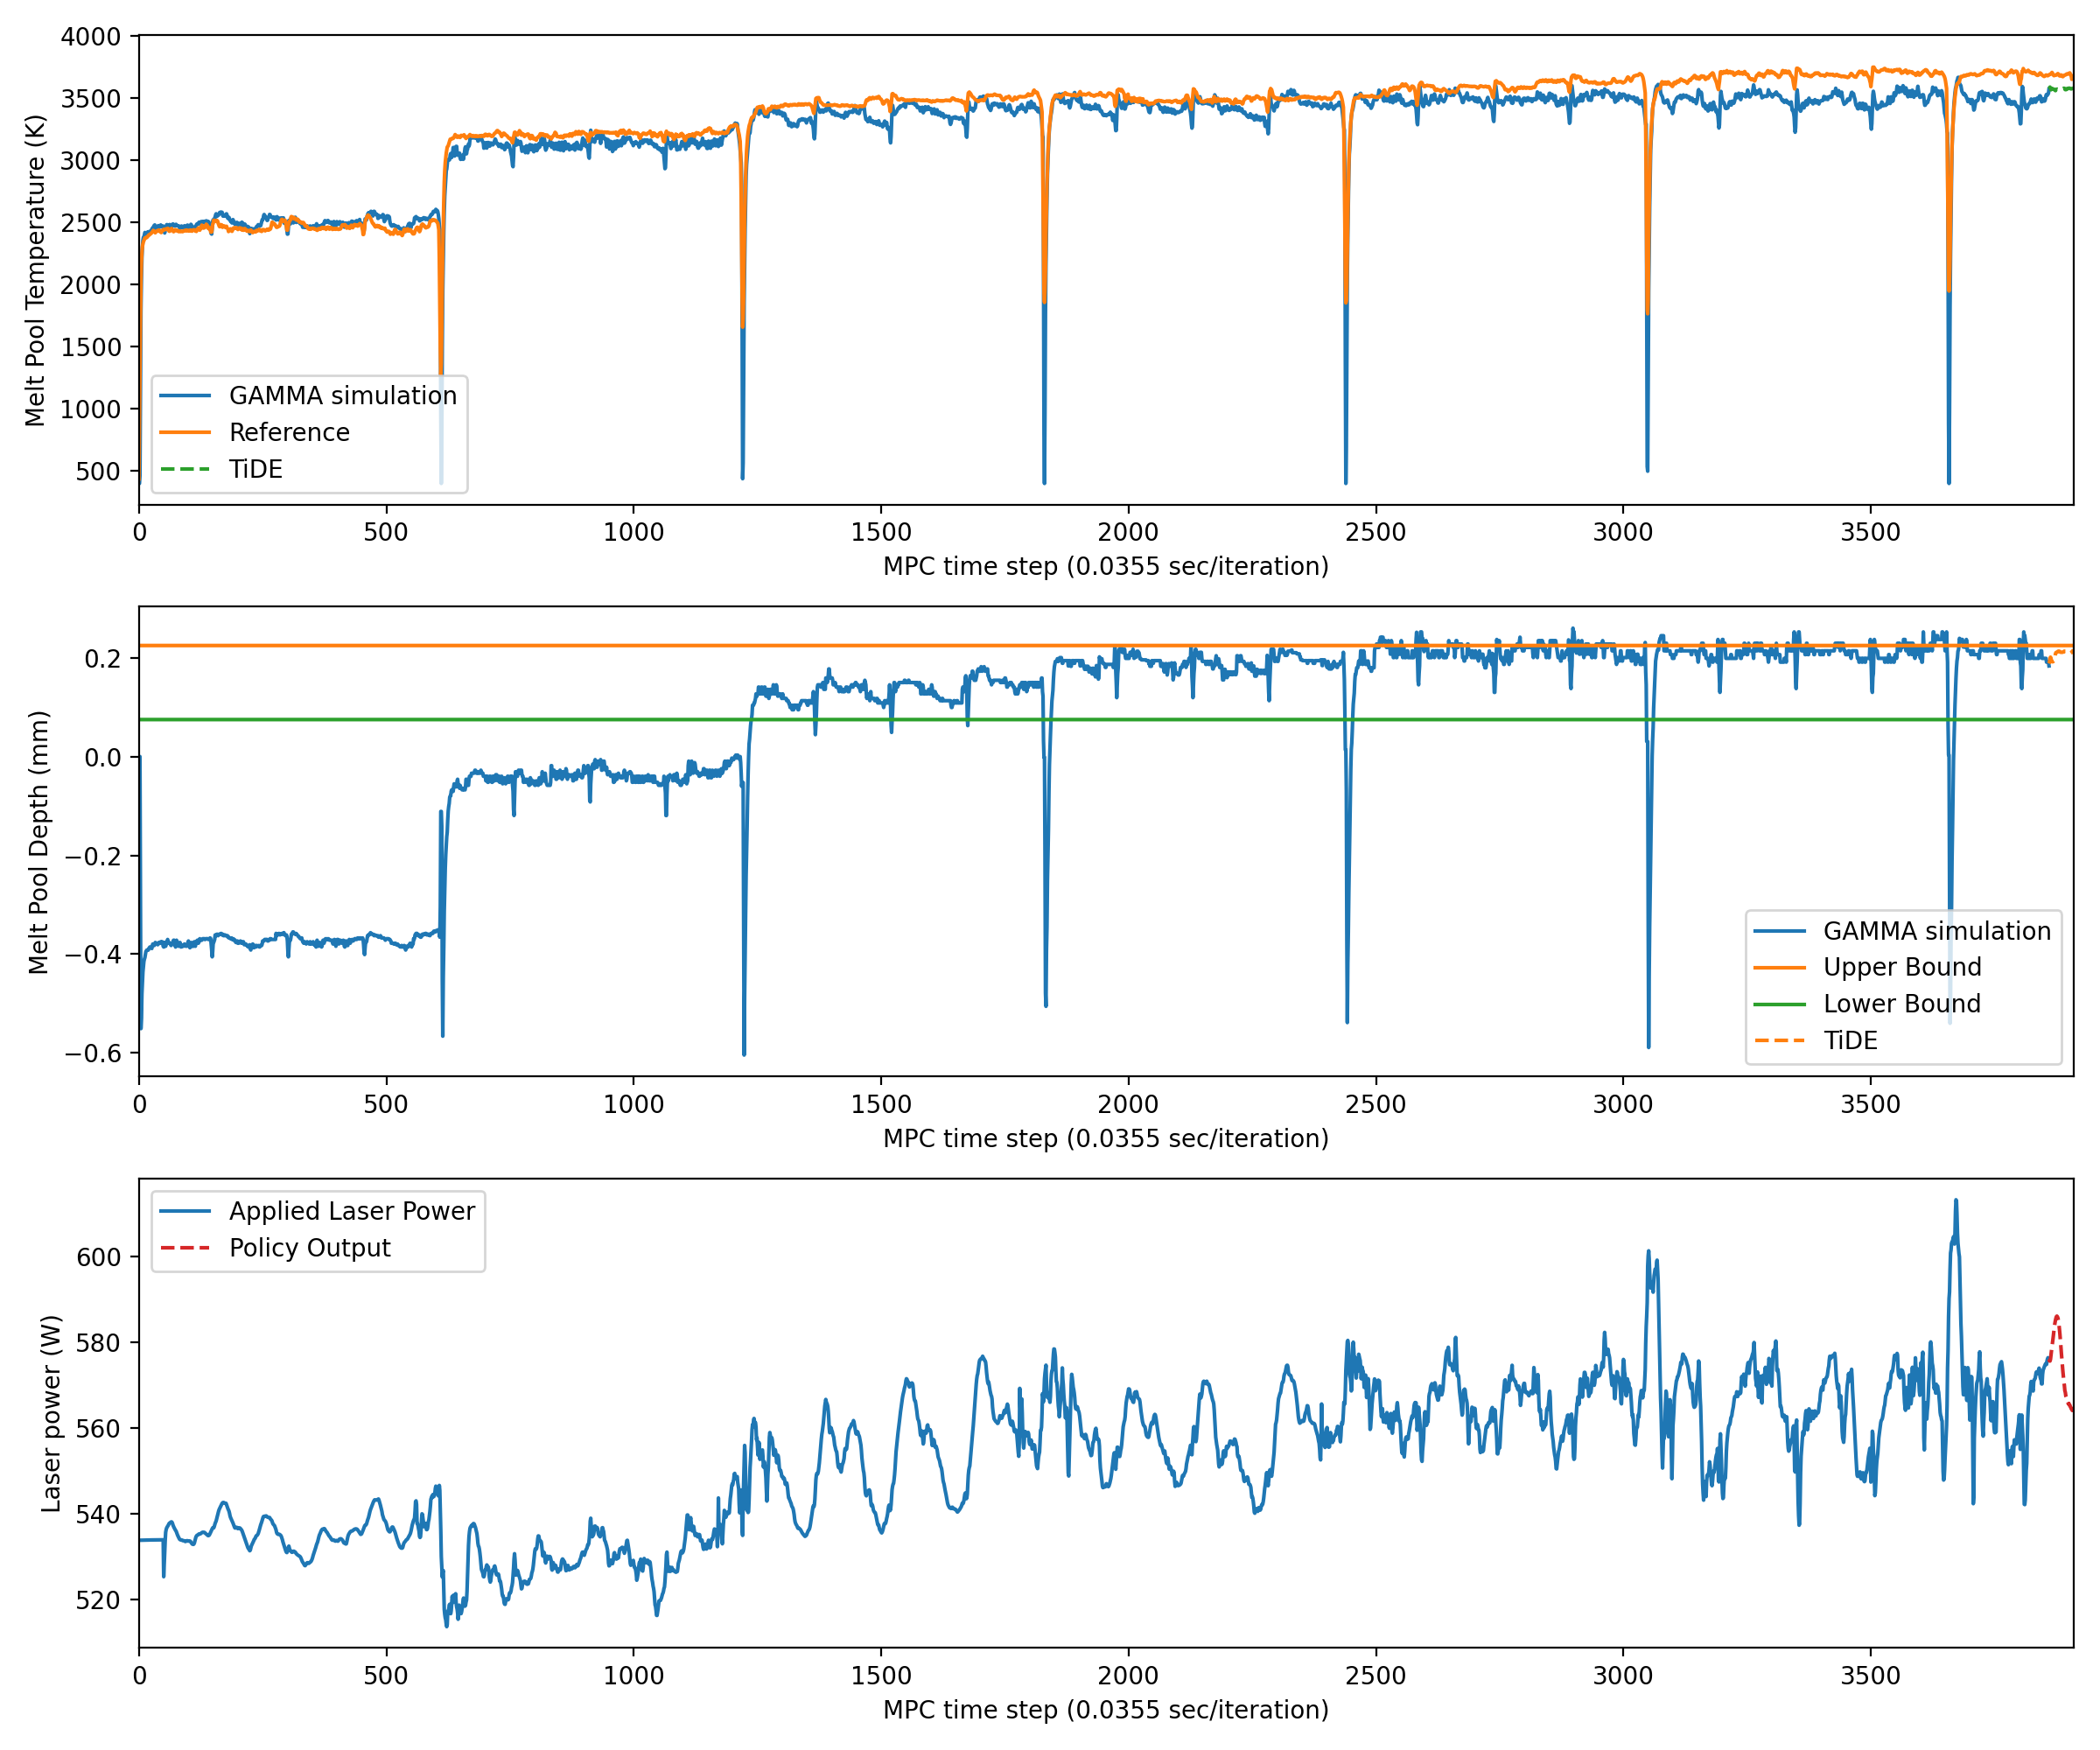 4000
3500
3000
2500
2000
1500
1000
500
Melt Pool Temperature (K)
GAMMA simulation
Reference
TiDE
0 500 1000 1500 2000 2500 3000 3500
MPC time step (0.0355 sec/iteration)
0.2
0.0
−0.2
−0.4
−0.6
Melt Pool Depth (mm)
GAMMA simulation
Upper Bound
Lower Bound
TiDE
0 500 1000 1500 2000 2500 3000 3500
MPC time step (0.0355 sec/iteration)
Applied Laser Power
Policy Output
600
580
560
540
520
Laser power (W)
0 500 1000 1500 2000 2500 3000 3500
MPC time step (0.0355 sec/iteration)